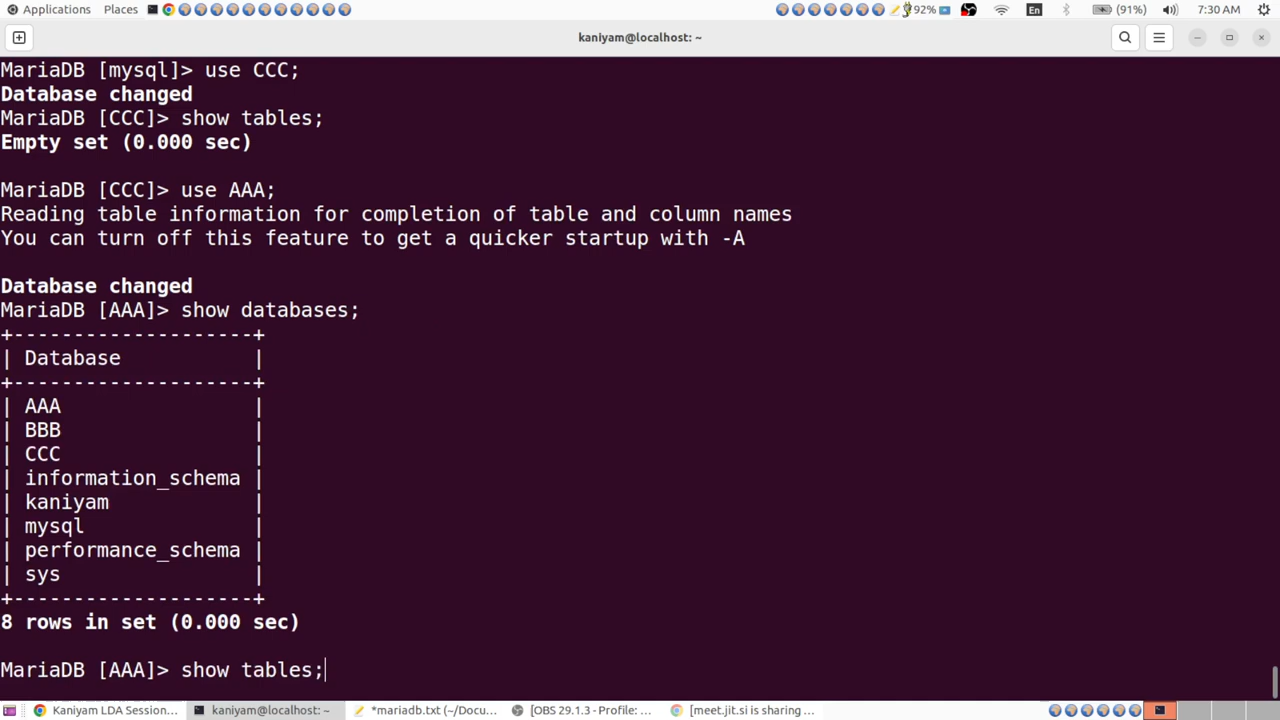 Applications Places 92% En (91%) 7:30 AM
kaniyam@localhost: ~
MariaDB [mysql]> use CCC;
Database changed
MariaDB [CCC]> show tables;
Empty set (0.000 sec)
MariaDB [CCC]> use AAA;
Reading table information for completion of table and column names
You can turn off this feature to get a quicker startup with -A
Database changed
MariaDB [AAA]> show databases;
+--------------------+
| Database           |
+--------------------+
| AAA                |
| BBB                |
| CCC                |
| information_schema |
| kaniyam            |
| mysql              |
| performance_schema |
| sys                |
+--------------------+
8 rows in set (0.000 sec)
MariaDB [AAA]> show tables;
Kaniyam LDA Session... kaniyam@localhost: ~ *mariadb.txt (~/Docu... [OBS 29.1.3 - Profile: ... [meet.jit.si is sharing ...